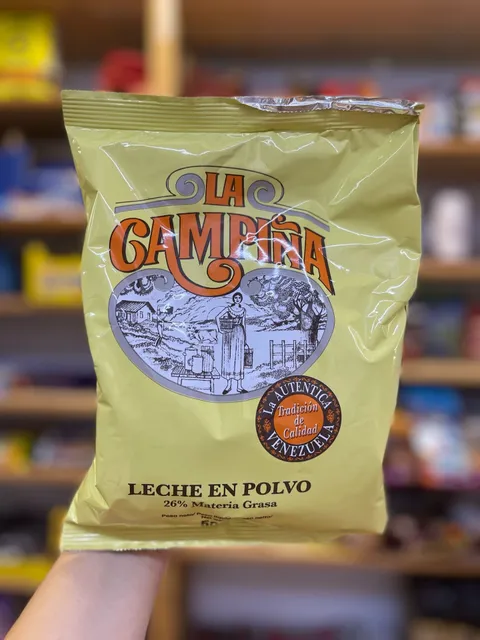 LA
CAMPIÑA
La AUTÉNTICA
Tradición
de
Calidad
VENEZUELA
LECHE EN POLVO
26% Materia Grasa